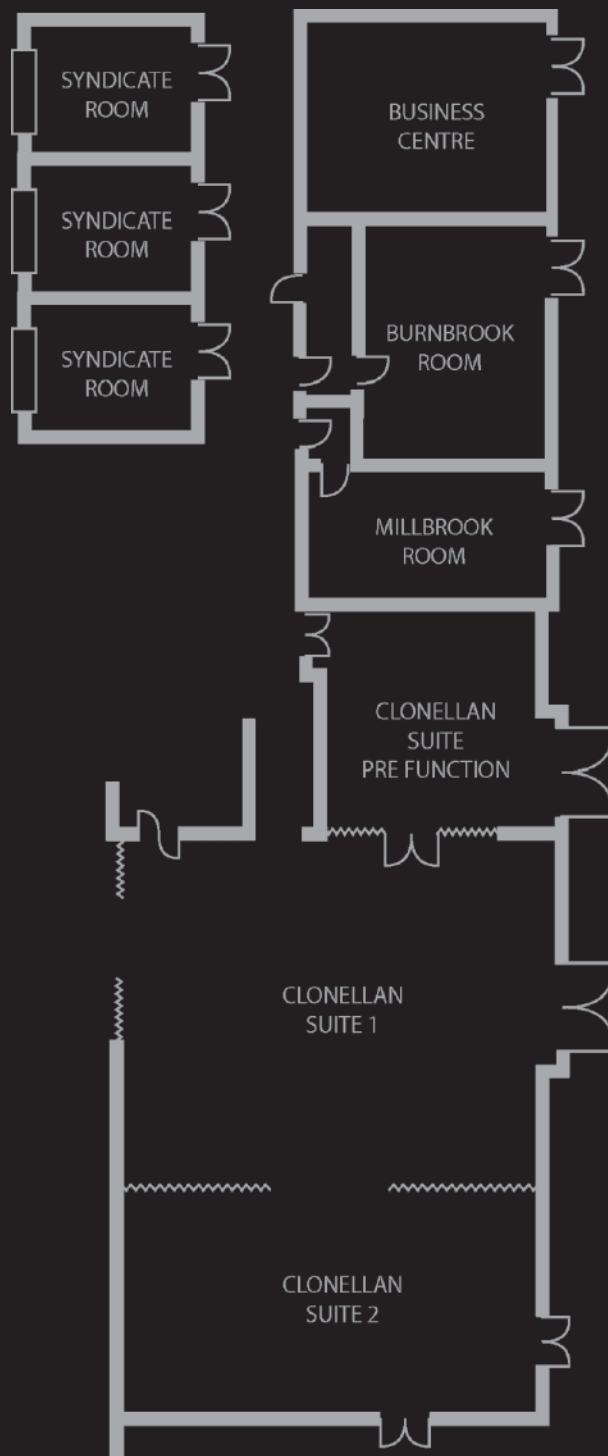 SYNDICATE
ROOM
SYNDICATE
ROOM
SYNDICATE
ROOM
BUSINESS
CENTRE
BURNBROOK
ROOM
MILLBROOK
ROOM
CLONELLAN
SUITE
PRE FUNCTION
CLONELLAN
SUITE 1
CLONELLAN
SUITE 2